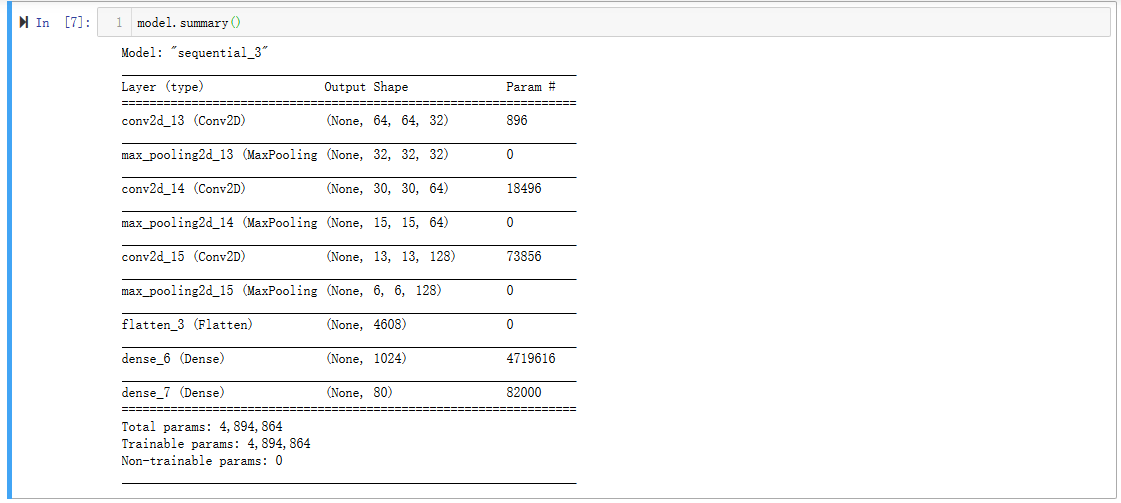 In [7]: 1 model.summary()
Model: "sequential_3"
Layer (type) Output Shape Param #
=================================================================
conv2d_13 (Conv2D) (None, 64, 64, 32) 896
max_pooling2d_13 (MaxPooling (None, 32, 32, 32) 0
conv2d_14 (Conv2D) (None, 30, 30, 64) 18496
max_pooling2d_14 (MaxPooling (None, 15, 15, 64) 0
conv2d_15 (Conv2D) (None, 13, 13, 128) 73856
max_pooling2d_15 (MaxPooling (None, 6, 6, 128) 0
flatten_3 (Flatten) (None, 4608) 0
dense_6 (Dense) (None, 1024) 4719616
dense_7 (Dense) (None, 80) 82000
=================================================================
Total params: 4,894,864
Trainable params: 4,894,864
Non-trainable params: 0